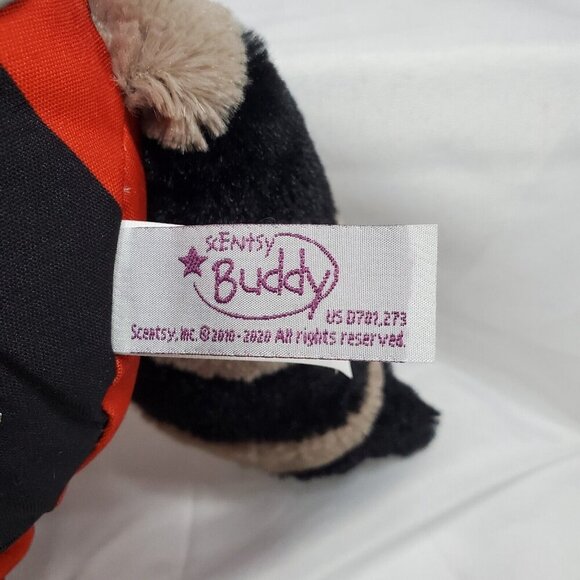 SCENTSY
Buddy
US D701,273
Scentsy, Inc. © 2010-2020 All rights reserved.